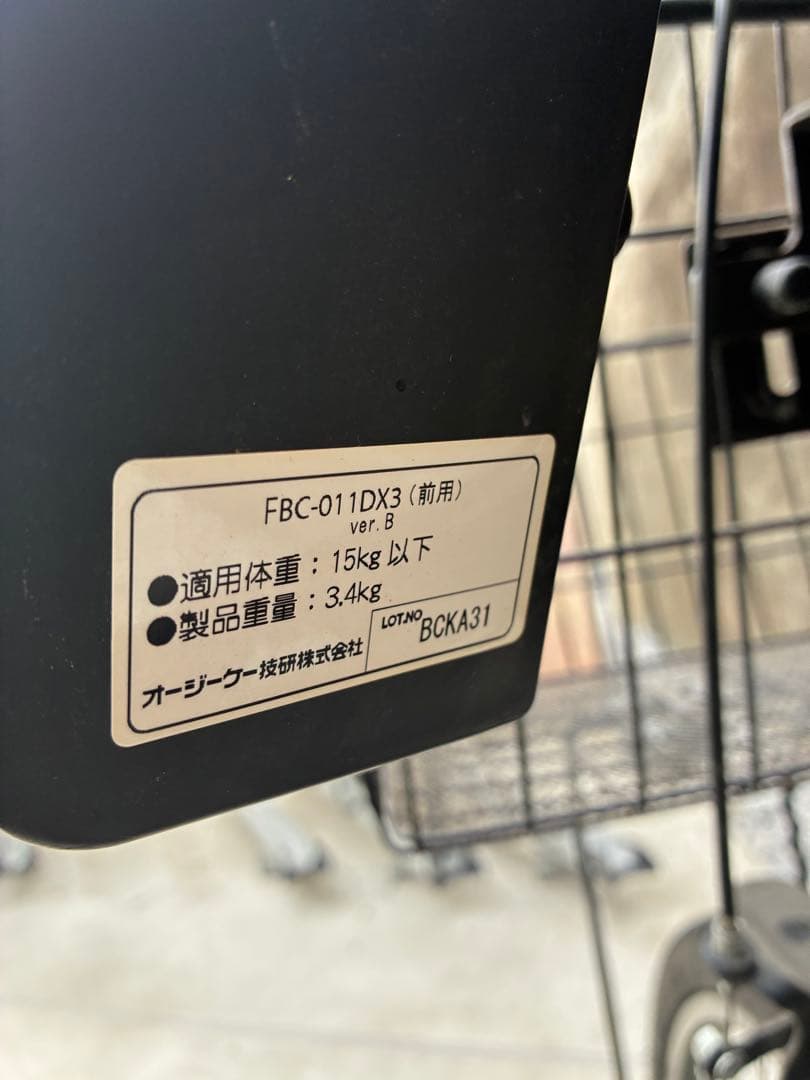 FBC-011DX3（前用）
ver. B
●適用体重：15kg 以下
●製品重量：3.4kg
オージーケー技研株式会社
LOT.NO BCKA31